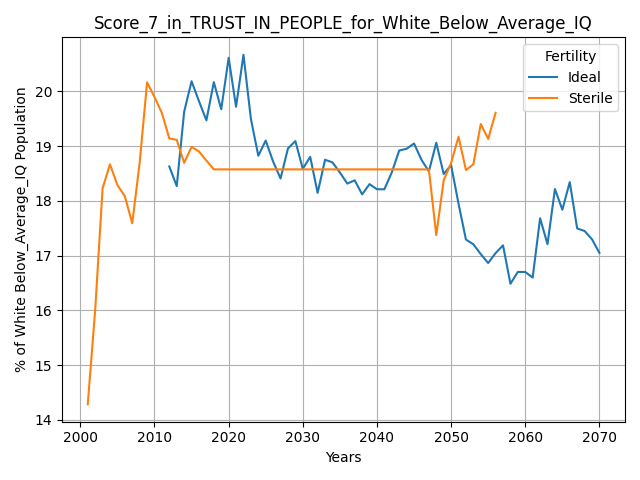 Score_7_in_TRUST_IN_PEOPLE_for_White_Below_Average_IQ
% of White Below_Average_IQ Population
20
19
18
17
16
15
14
Fertility
Ideal
Sterile
2000 2010 2020 2030 2040 2050 2060 2070
Years